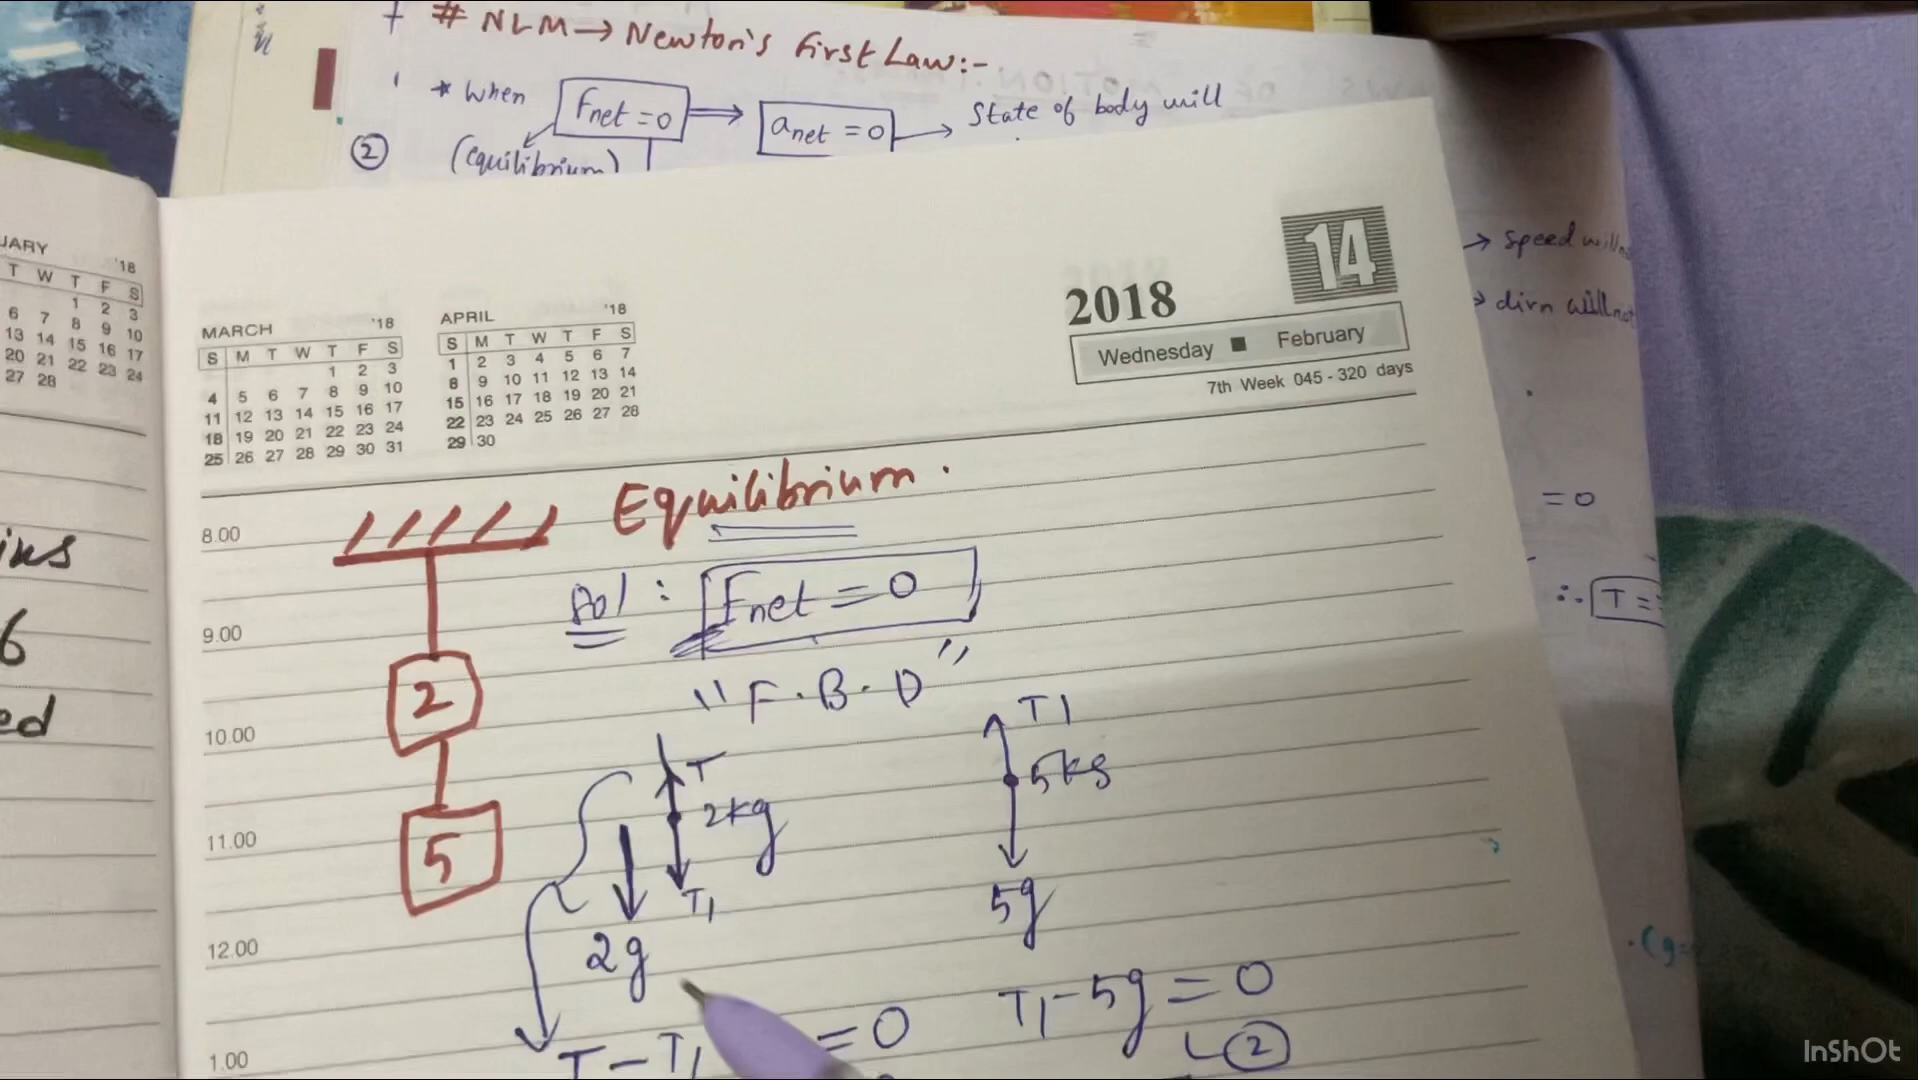 # NLM → Newton's First Law:-
* When Fnet = 0 ⇒ anet = 0 → State of body will
② (equilibrium)
→ speed will
→ dirn will not
= 0
∴ T =
UARY '18
T W T F S
1 2 3
6 7 8 9 10
13 14 15 16 17
20 21 22 23 24
27 28
6
ed
MARCH '18
S M T W T F S
1 2 3
4 5 6 7 8 9 10
11 12 13 14 15 16 17
18 19 20 21 22 23 24
25 26 27 28 29 30 31
APRIL '18
S M T W T F S
1 2 3 4 5 6 7
8 9 10 11 12 13 14
15 16 17 18 19 20 21
22 23 24 25 26 27 28
29 30
2018 14
Wednesday ■ February
7th Week 045 - 320 days
8.00
Equilibrium.
Sol : Fnet = 0
9.00
2
"F.B.D"
10.00
T
2kg
T1
2g
T1
5kg
5g
11.00
5
12.00
T1 - 5g = 0
② 
T - T1 = 0
1.00
InShOt